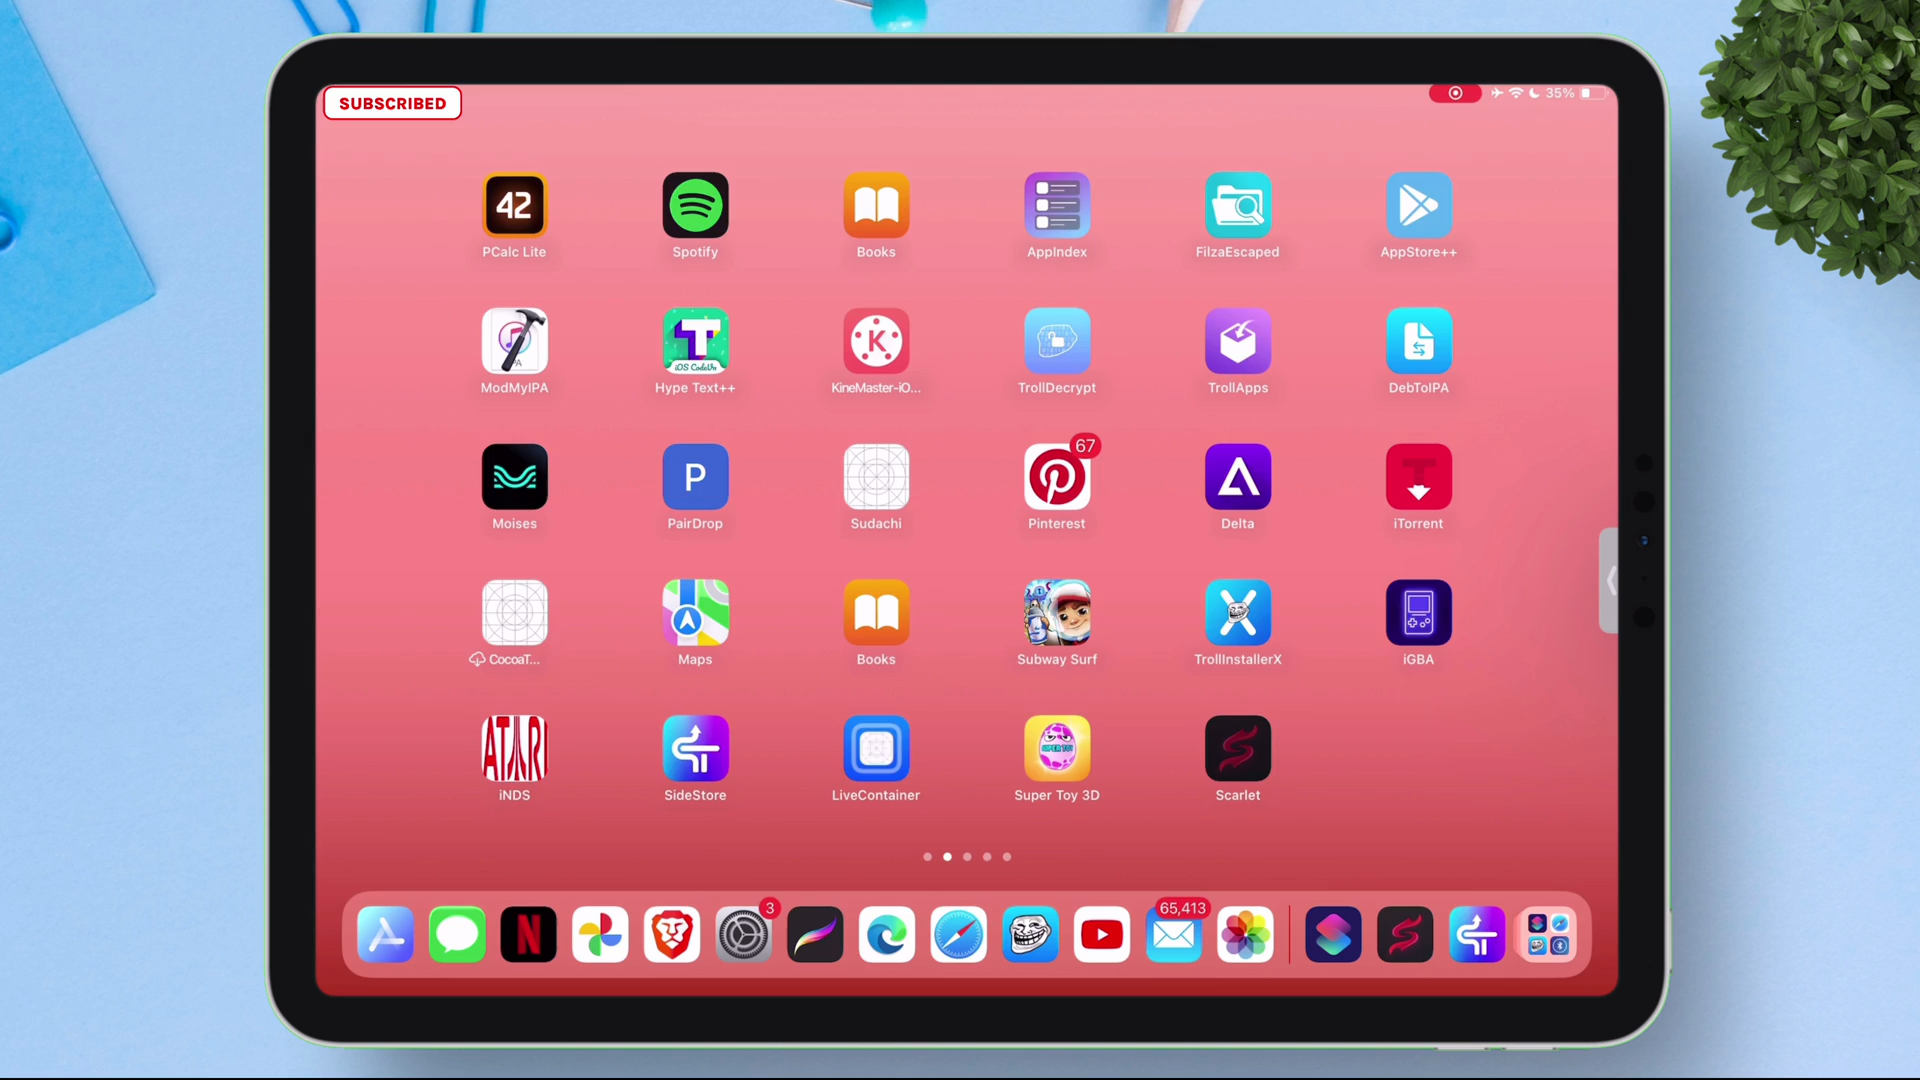 SUBSCRIBED
35%
42
PCalc Lite
Spotify
Books
AppIndex
FilzaEscaped
AppStore++
iOS CodeVn
ModMyIPA
Hype Text++
K
KineMaster-iO...
TrollDecrypt
TrollApps
DebToIPA
P
67
Moises
PairDrop
Sudachi
Pinterest
Delta
iTorrent
CocoaT...
Maps
Books
Subway Surf
TrollInstallerX
iGBA
ATARI
SUPER TOY
iNDS
SideStore
LiveContainer
Super Toy 3D
Scarlet
3
65,413